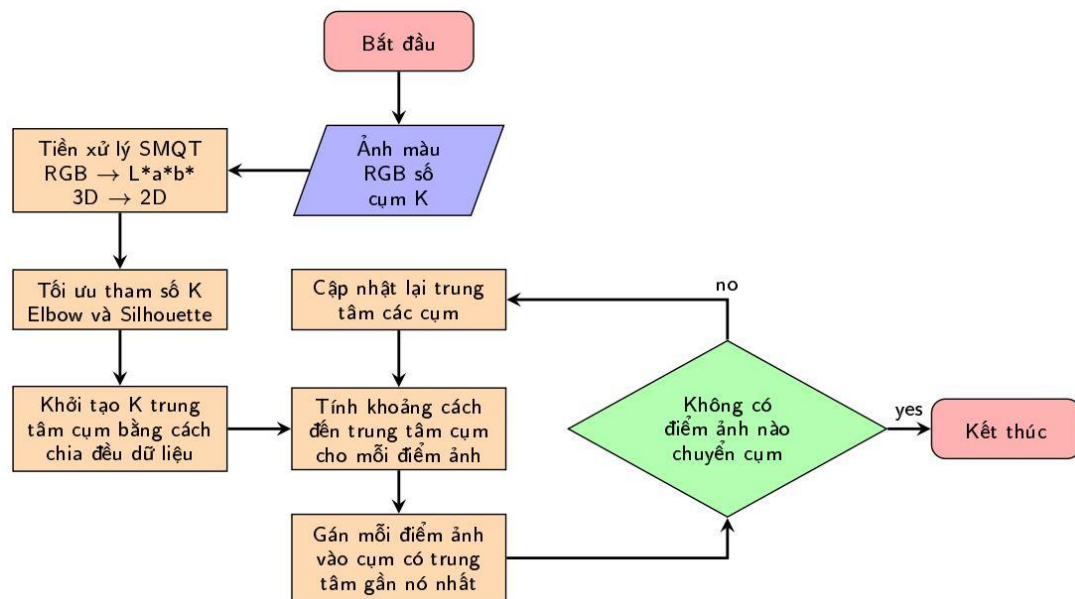 Bắt đầu
Ảnh màu
RGB số
cụm K
Tiền xử lý SMQT
RGB → L*a*b*
3D → 2D
Tối ưu tham số K
Elbow và Silhouette
Khởi tạo K trung
tâm cụm bằng cách
chia đều dữ liệu
Cập nhật lại trung
tâm các cụm
Tính khoảng cách
đến trung tâm cụm
cho mỗi điểm ảnh
Gán mỗi điểm ảnh
vào cụm có trung
tâm gần nó nhất
no
Không có
điểm ảnh nào
chuyển cụm
yes
Kết thúc